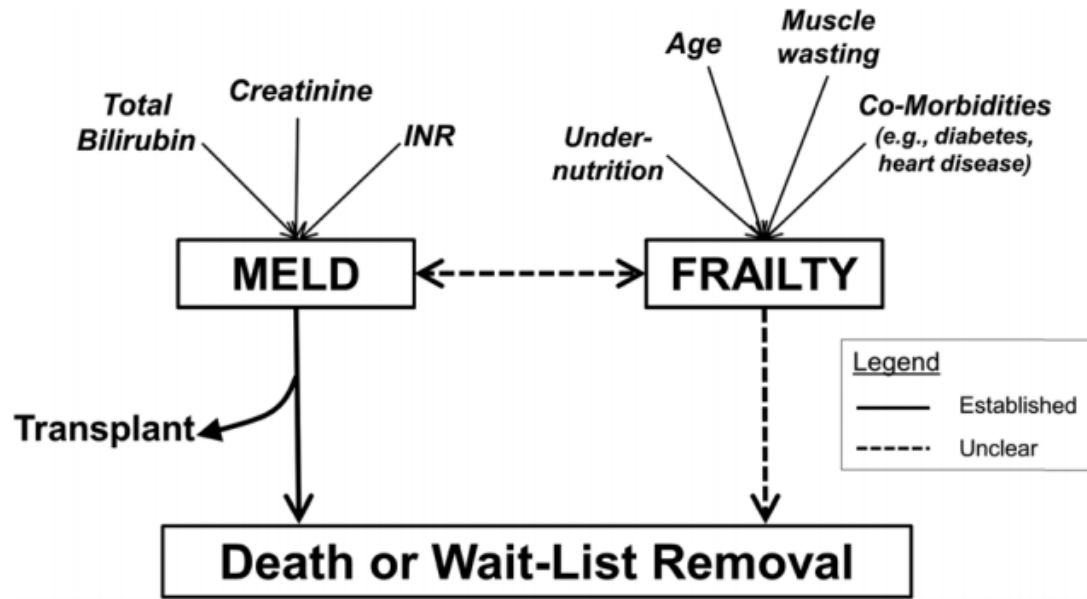 Total
Bilirubin
Creatinine
INR
Under-
nutrition
Age
Muscle
wasting
Co-Morbidities
(e.g., diabetes,
heart disease)
MELD
FRAILTY
Legend
Established
Unclear
Transplant
Death or Wait-List Removal